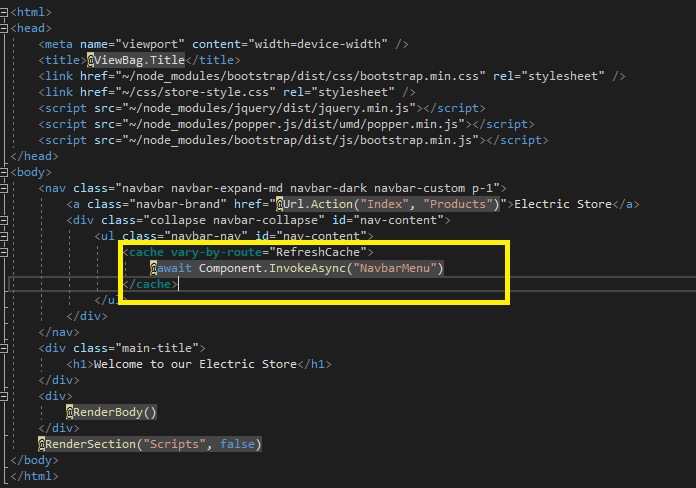 <html>
<head>
<meta name="viewport" content="width=device-width" />
<title>@ViewBag.Title</title>
<link href="~/node_modules/bootstrap/dist/css/bootstrap.min.css" rel="stylesheet" />
<link href="~/css/store-style.css" rel="stylesheet" />
<script src="~/node_modules/jquery/dist/jquery.min.js"></script>
<script src="~/node_modules/popper.js/dist/umd/popper.min.js"></script>
<script src="~/node_modules/bootstrap/dist/js/bootstrap.min.js"></script>
</head>
<body>
<nav class="navbar navbar-expand-md navbar-dark navbar-custom p-1">
<a class="navbar-brand" href="@Url.Action("Index", "Products")">Electric Store</a>
<div class="collapse navbar-collapse" id="nav-content">
<ul class="navbar-nav" id="nav-content">
<cache vary-by-route="RefreshCache">
@await Component.InvokeAsync("NavbarMenu")
</cache>
</ul>
</div>
</nav>
<div class="main-title">
<h1>Welcome to our Electric Store</h1>
</div>
<div>
@RenderBody()
</div>
@RenderSection("Scripts", false)
</body>
</html>